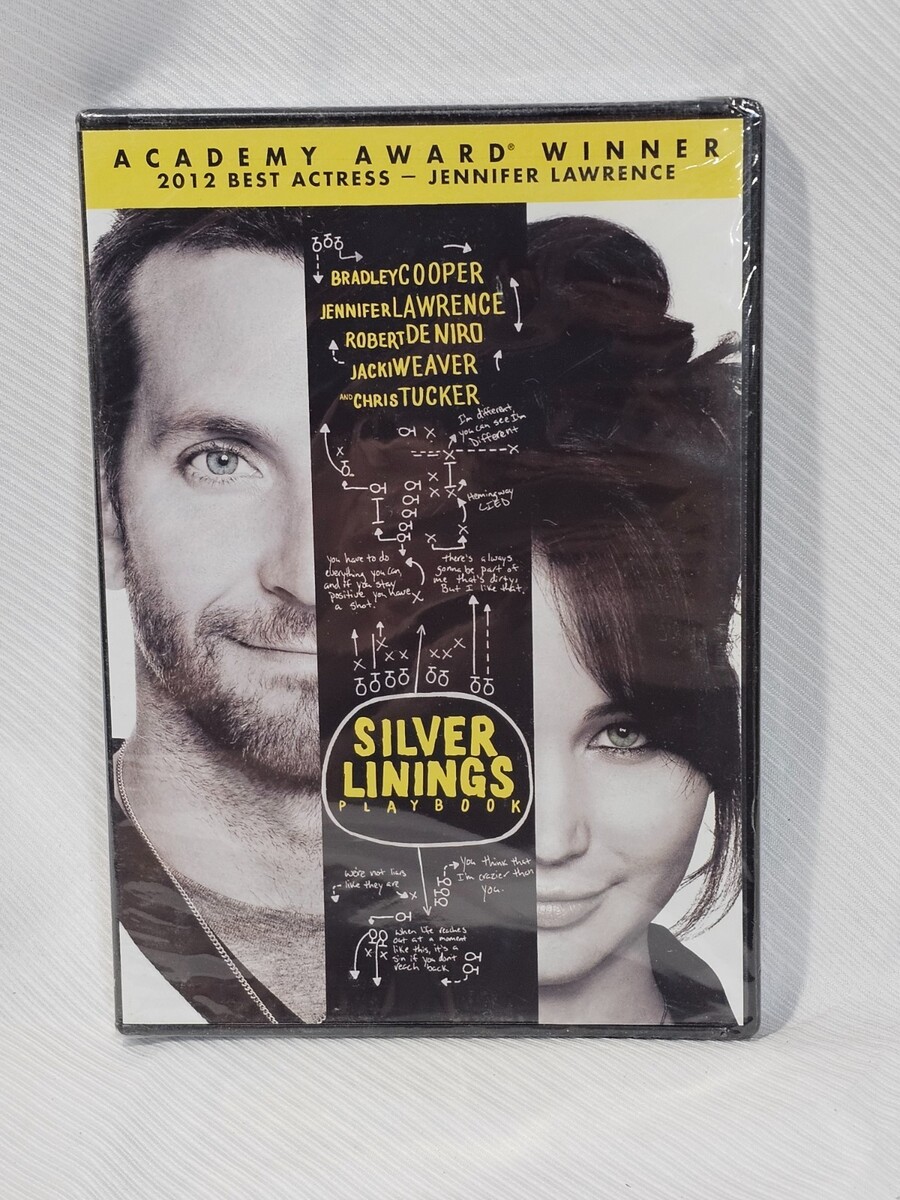 ACADEMY AWARD® WINNER
2012 BEST ACTRESS — JENNIFER LAWRENCE
BRADLEY COOPER
JENNIFER LAWRENCE
ROBERT DE NIRO
JACKI WEAVER
AND CHRIS TUCKER
I'm different,
you can see I'm
Different
Hemingway
LIED
you have to do
everything you can,
and if you stay
positive you have
a shot.
there's always
gonna be part of
me that's dirty,
But I like that.
SILVER
LININGS
PLAYBOOK
we're not liars
like they are
You think that
I'm crazier than
you.
when life reaches
out at a moment
like this, it's a
sin if you don't
reach back